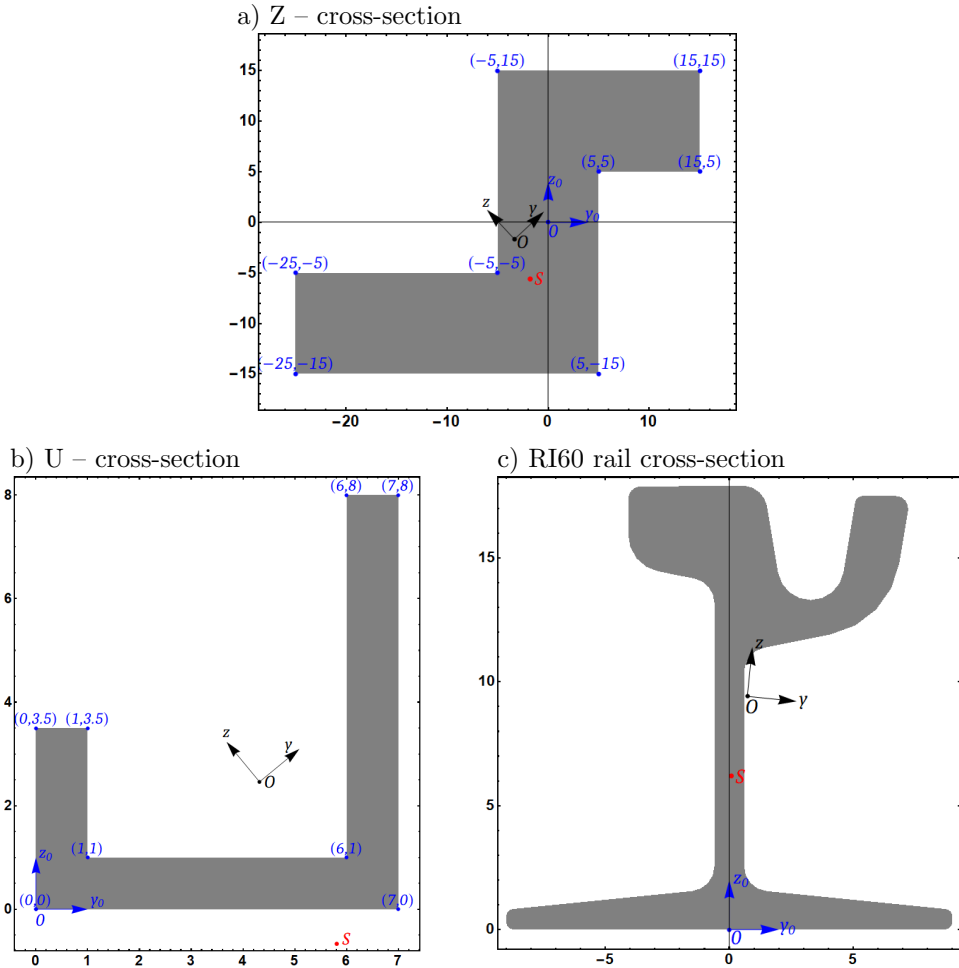 a) Z – cross-section
(−5,15) (15,15)
15
10
(5,5) (15,5)
5
z₀
z y
0
O O y₀
(−25,−5) (−5,−5)
−5
S
−10
(−25,−15) (5,−15)
−15
−20 −10 0 10
b) U – cross-section
(6,8) (7,8)
8
6
4
(0,3.5) (1,3.5)
z y
O
2
(1,1) (6,1)
z₀
(0,0) y₀ (7,0)
0
O
S
0 1 2 3 4 5 6 7
c) RI60 rail cross-section
15
z
10
O y
S
5
z₀
0
O y₀
−5 0 5